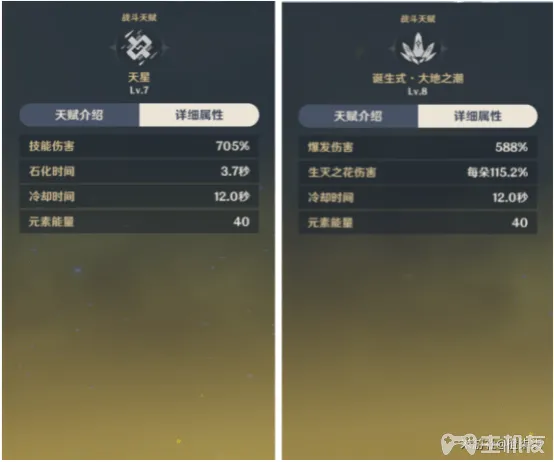 战斗天赋
天星
Lv.7
天赋介绍 详细属性
技能伤害 705%
石化时间 3.7秒
冷却时间 12.0秒
元素能量 40
战斗天赋
诞生式·大地之潮
Lv.8
天赋介绍 详细属性
爆发伤害 588%
生灭之花伤害 每朵115.2%
冷却时间 12.0秒
元素能量 40
主机夜